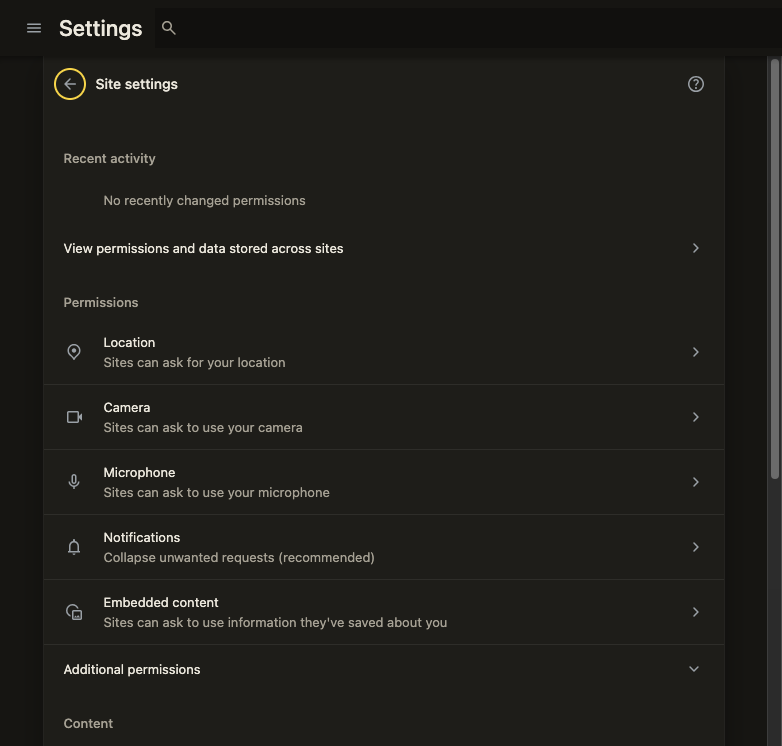 Settings
Site settings
Recent activity
No recently changed permissions
View permissions and data stored across sites
Permissions
Location
Sites can ask for your location
Camera
Sites can ask to use your camera
Microphone
Sites can ask to use your microphone
Notifications
Collapse unwanted requests (recommended)
Embedded content
Sites can ask to use information they've saved about you
Additional permissions
Content